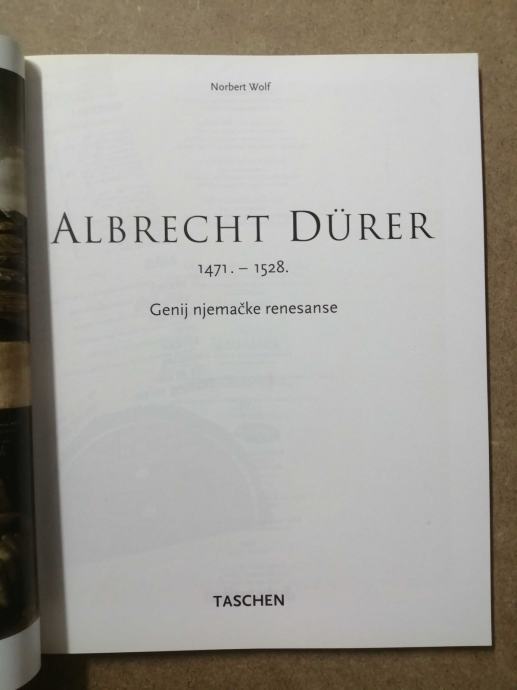 Norbert Wolf
ALBRECHT DÜRER
1471. – 1528.
Genij njemačke renesanse
TASCHEN